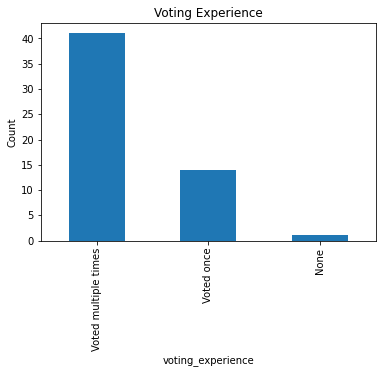 Voting Experience
Count
40
35
30
25
20
15
10
5
0
Voted multiple times
Voted once
None
voting_experience